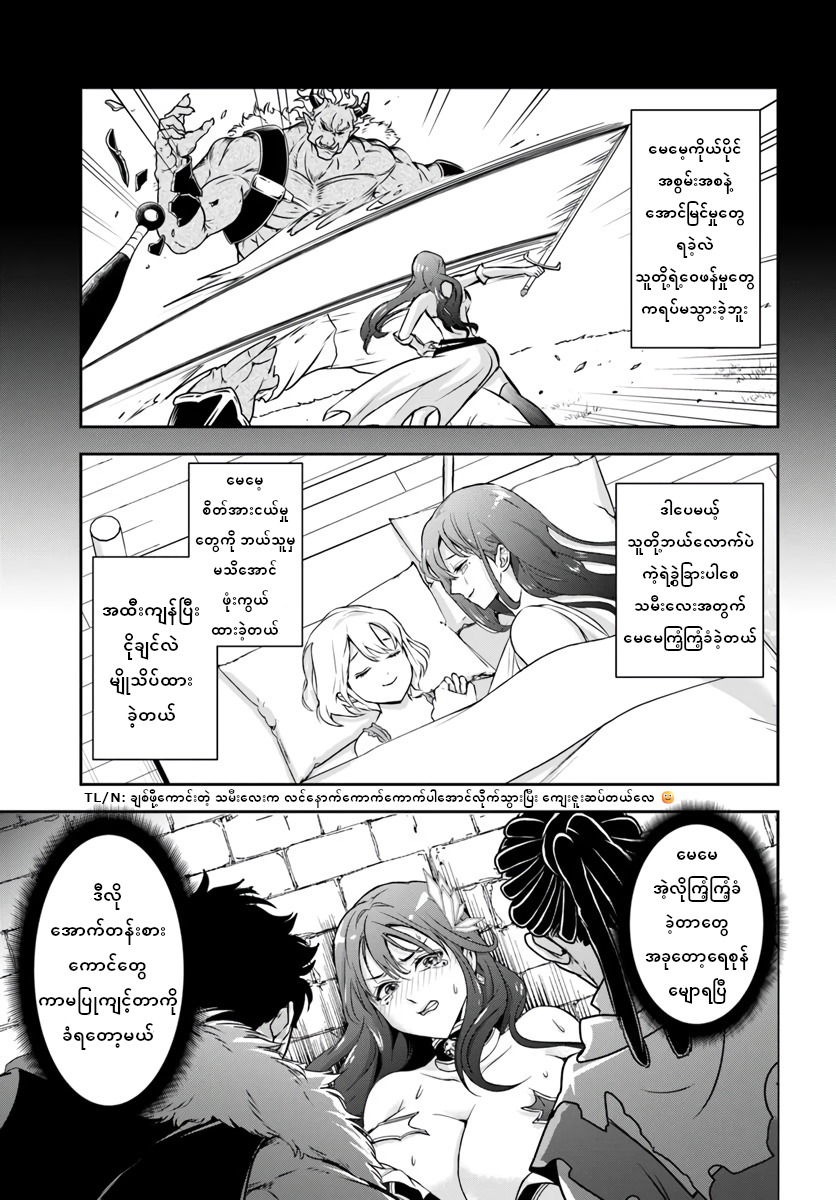 မေမေ့ကိုယ်ပိုင်
အစွမ်းအစနဲ့
အောင်မြင်မှုတွေ
ရခဲ့လဲ
သူတို့ရဲ့ဝေဖန်မှုတွေ
ကရပ်မသွားခဲ့ဘူး
ဒါပေမယ့်
သူတို့ဘယ်လောက်ပဲ
ကဲ့ရဲ့ခွဲခြားပါစေ
သမီးလေးအတွက်
မေမေကြံ့ကြံ့ခံခဲ့တယ်
မေမေ့
စိတ်အားငယ်မှု
တွေကို ဘယ်သူမှ
မသိအောင်
ဖုံးကွယ်
ထားခဲ့တယ်
အထီးကျန်ပြီး
ငိုချင်လဲ
မျိုသိပ်ထား
ခဲ့တယ်
TL/N: ချစ်ဖို့ကောင်းတဲ့ သမီးလေးက လင်နောက်ကောက်ကောက်ပါအောင်လိုက်သွားပြီး ကျေးဇူးဆပ်တယ်လေ 🙂
မေမေ
အဲ့လိုကြံ့ကြံ့ခံ
ခဲ့တာတွေ
အခုတော့ရေစုန်
မျောရပြီ
ဒီလို
အောက်တန်းစား
ကောင်တွေ
ကာမပြုကျင့်တာကို
ခံရတော့မယ်